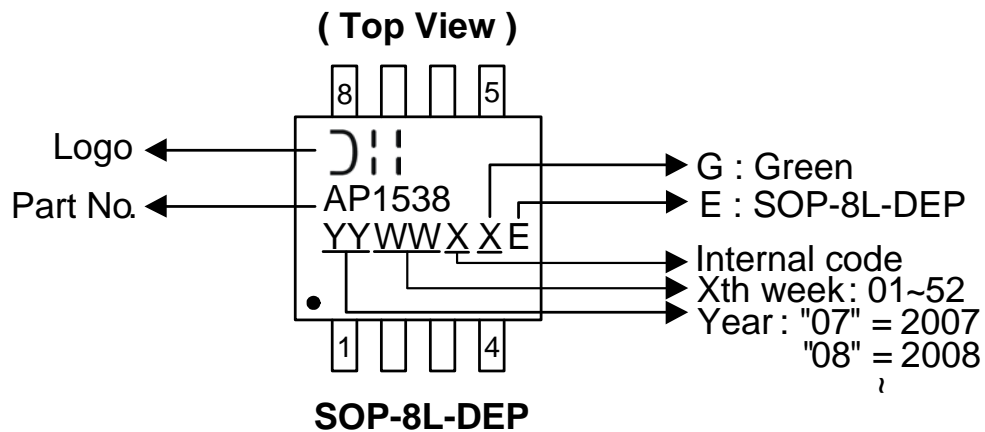 ( Top View )
8 5
Logo
Part No.
AP1538
YYWWX XE
G : Green
E : SOP-8L-DEP
Internal code
Xth week : 01~52
Year : "07" = 2007
"08" = 2008
~
1 4
SOP-8L-DEP